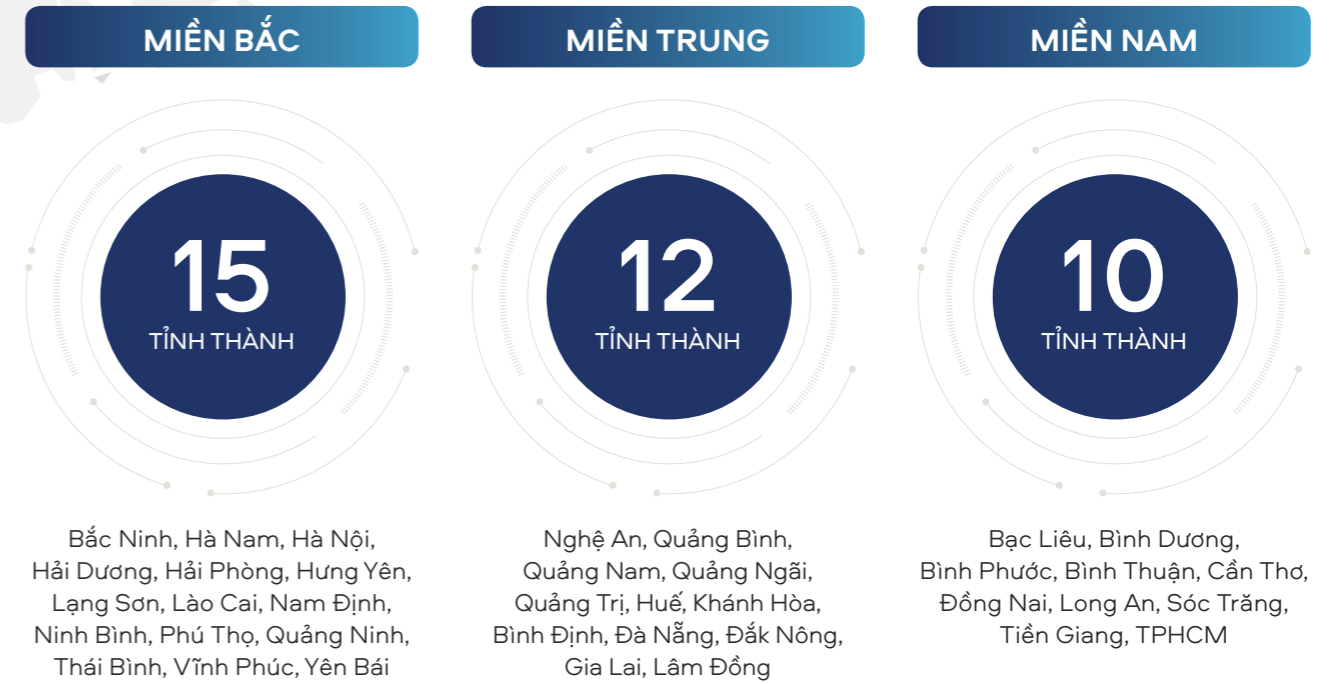 MIỀN BẮC
15
TỈNH THÀNH
Bắc Ninh, Hà Nam, Hà Nội,
Hải Dương, Hải Phòng, Hưng Yên,
Lạng Sơn, Lào Cai, Nam Định,
Ninh Bình, Phú Thọ, Quảng Ninh,
Thái Bình, Vĩnh Phúc, Yên Bái
MIỀN TRUNG
12
TỈNH THÀNH
Nghệ An, Quảng Bình,
Quảng Nam, Quảng Ngãi,
Quảng Trị, Huế, Khánh Hòa,
Bình Định, Đà Nẵng, Đắk Nông,
Gia Lai, Lâm Đồng
MIỀN NAM
10
TỈNH THÀNH
Bạc Liêu, Bình Dương,
Bình Phước, Bình Thuận, Cần Thơ,
Đồng Nai, Long An, Sóc Trăng,
Tiền Giang, TPHCM